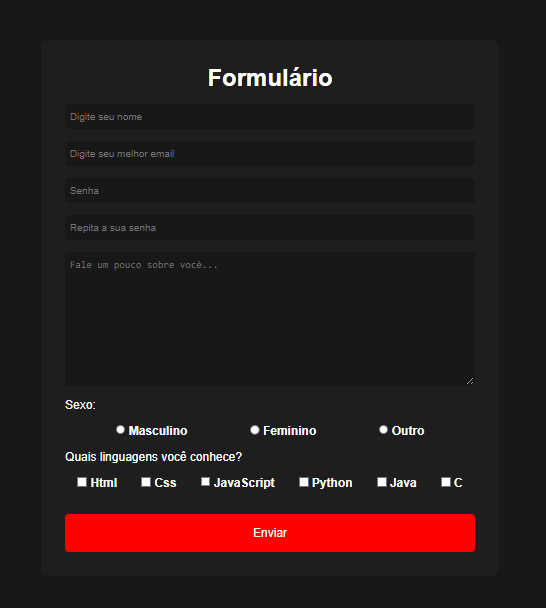 Formulário
Digite seu nome
Digite seu melhor email
Senha
Repita a sua senha
Fale um pouco sobre você...
Sexo:
Masculino Feminino Outro
Quais linguagens você conhece?
Html Css JavaScript Python Java C
Enviar